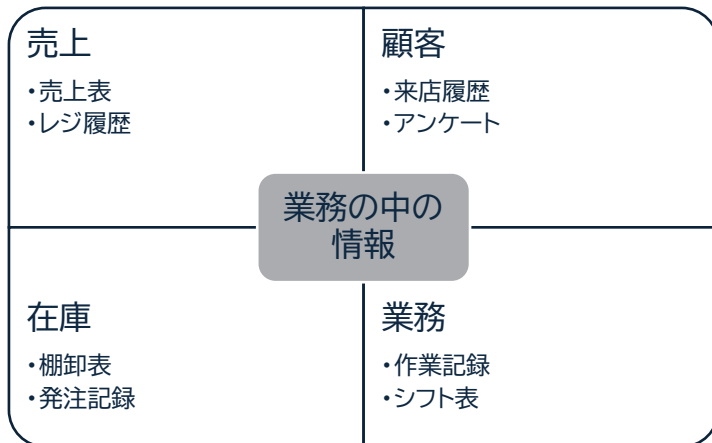 売上
・売上表
・レジ履歴
顧客
・来店履歴
・アンケート
業務の中の
情報
在庫
・棚卸表
・発注記録
業務
・作業記録
・シフト表